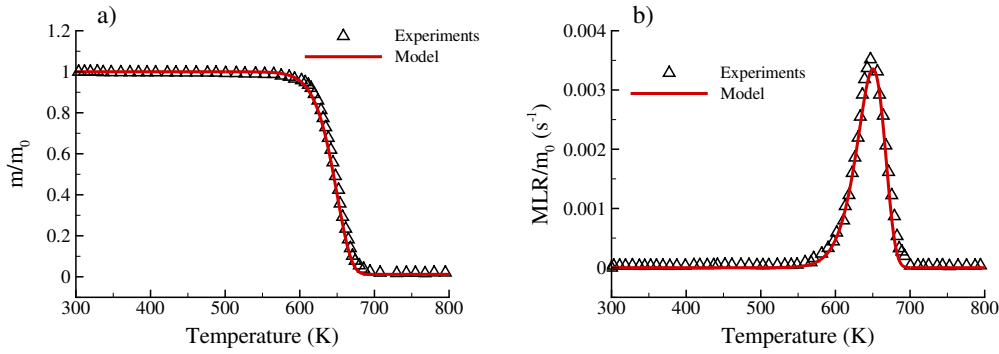 a)
1.2
1
0.8
0.6
0.4
0.2
0
m/m₀
300 400 500 600 700 800
Temperature (K)
Experiments
Model
b)
0.004
0.003
0.002
0.001
0
MLR/m₀ (s⁻¹)
300 400 500 600 700 800
Temperature (K)
Experiments
Model